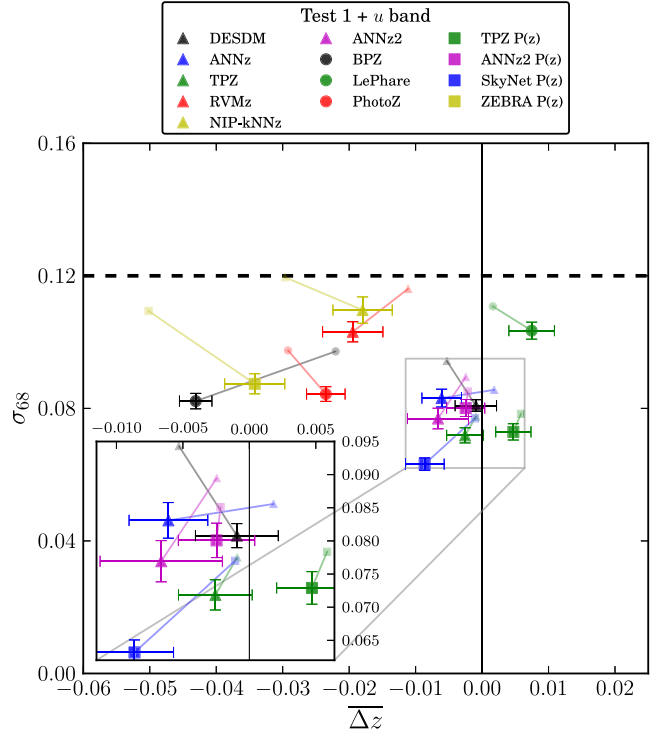 Test 1 + u band
DESDM
ANNz
TPZ
RVMz
NIP-kNNz
ANNz2
BPZ
LePhare
PhotoZ
TPZ P(z)
ANNz2 P(z)
SkyNet P(z)
ZEBRA P(z)
0.16
0.12
0.08
0.04
0.00
σ68
−0.010 −0.005 0.000 0.005
0.095
0.090
0.085
0.080
0.075
0.070
0.065
−0.06 −0.05 −0.04 −0.03 −0.02 −0.01 0.00 0.01 0.02
Δz